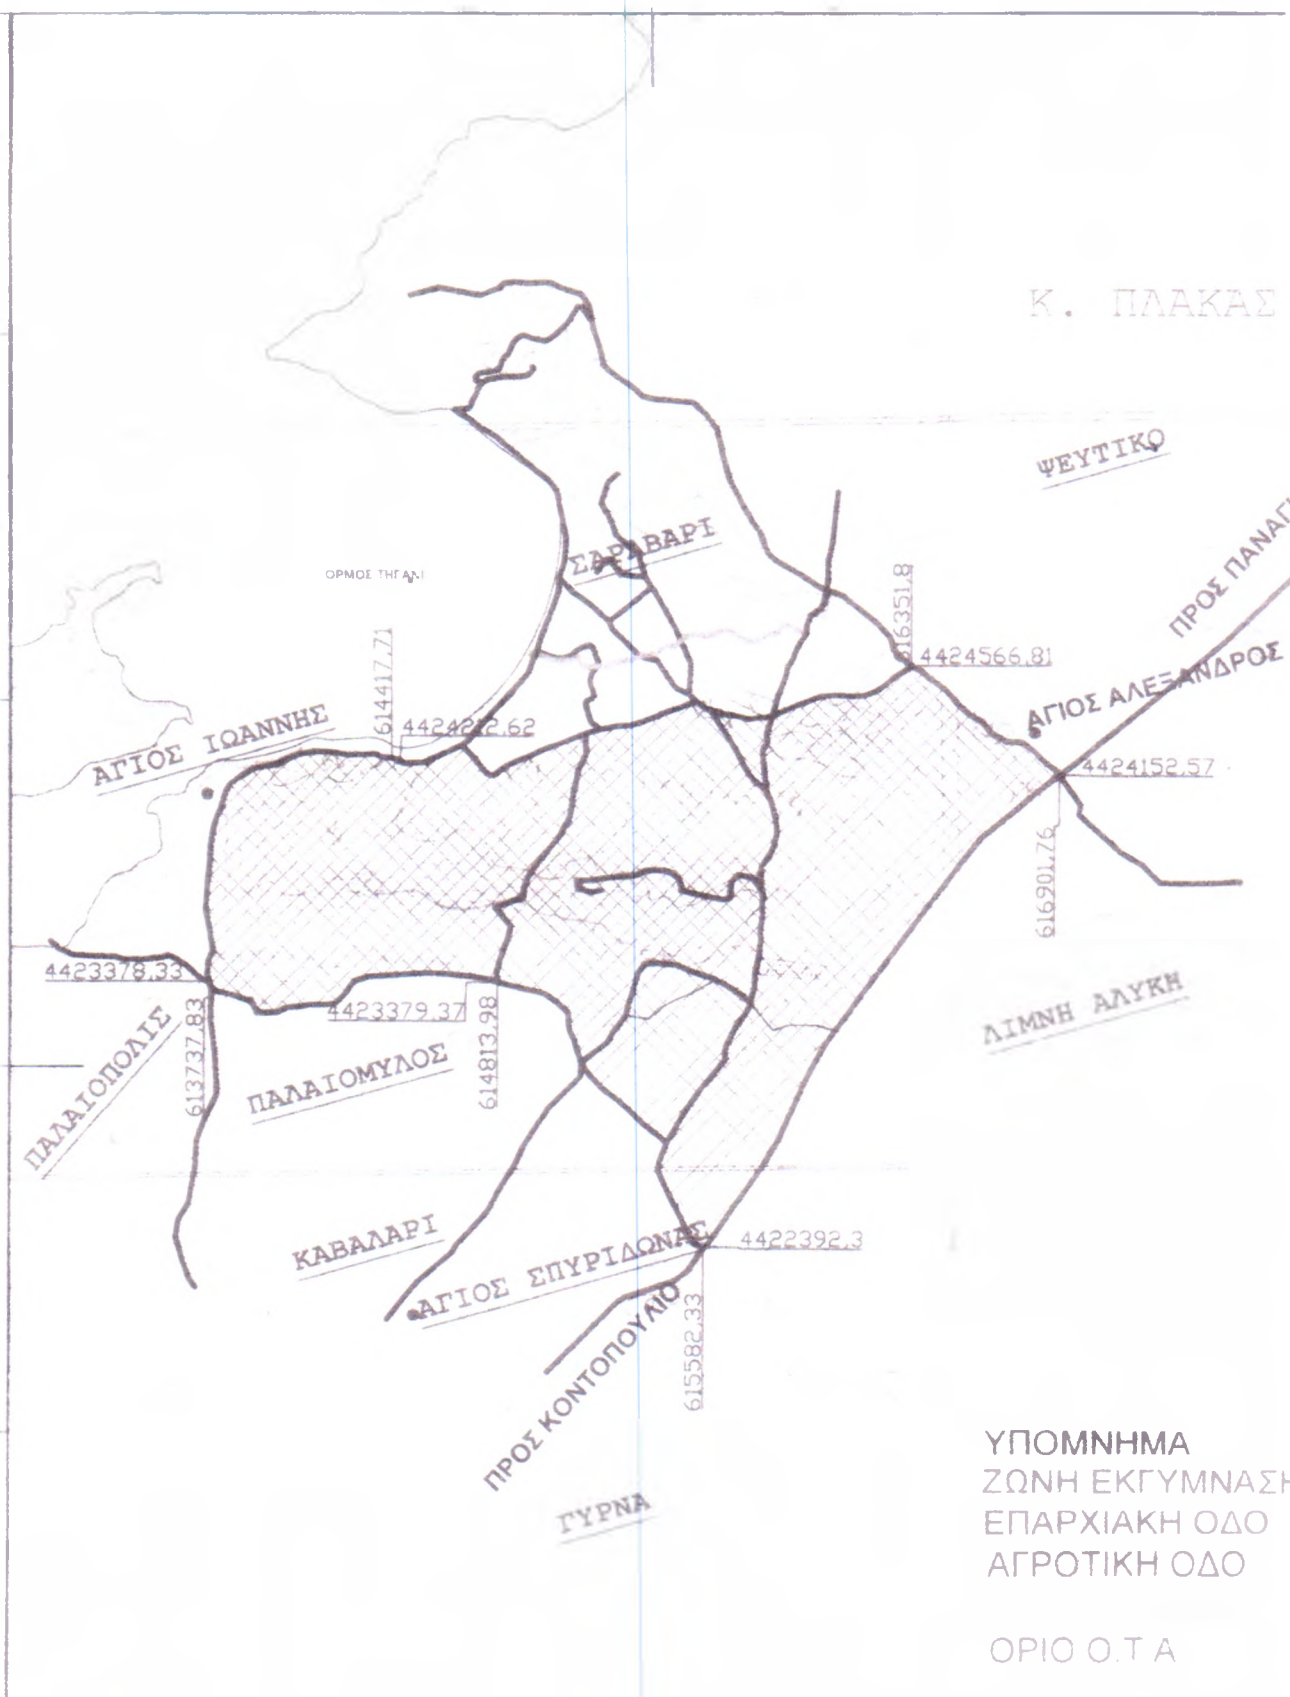 Κ. ΠΛΑΚΑΣ
ΨΕΥΤΙΚΟ
ΣΑΡΑΒΑΡΙ
ΟΡΜΟΣ ΤΗΓΑΝΙ
616351.8
4424566.81
ΠΡΟΣ
ΑΓΙΟΣ ΑΛΕΞΑΝΔΡΟΣ
614417.71
4424212.62
ΑΓΙΟΣ ΙΩΑΝΝΗΣ
4424152.57
616901.76
4423378.33
4423379.37
613737.83
614813.98
ΛΙΜΝΗ ΑΛΥΚΗ
ΠΑΛΑΙΟΠΟΛΙΣ
ΠΑΛΑΙΟΜΥΛΟΣ
ΚΑΒΑΛΑΡΙ
ΑΓΙΟΣ ΣΠΥΡΙΔΩΝΑΣ
4422392.3
615582.33
ΠΡΟΣ ΚΟΝΤΟΠΟΥΛΙΟ
ΓΥΡΝΑ
ΥΠΟΜΝΗΜΑ
ΖΩΝΗ ΕΚΓΥΜΝΑΣΗ
ΕΠΑΡΧΙΑΚΗ ΟΔΟ
ΑΓΡΟΤΙΚΗ ΟΔΟ
ΟΡΙΟ Ο.Τ Α